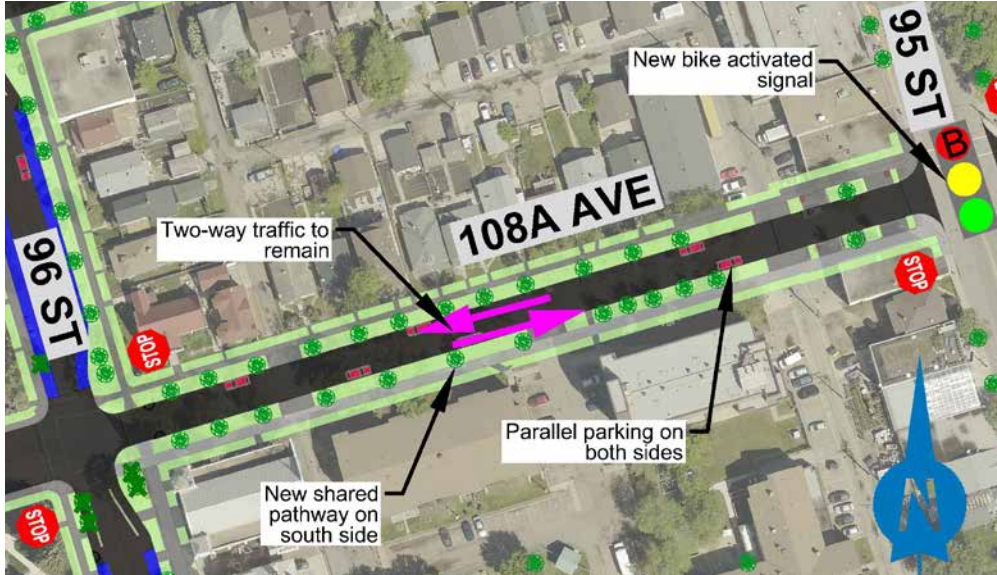 95 ST
New bike activated
signal
B
108A AVE
Two-way traffic to
remain
96 ST
STOP
STOP
Parallel parking on
both sides
New shared
pathway on
south side
STOP
N